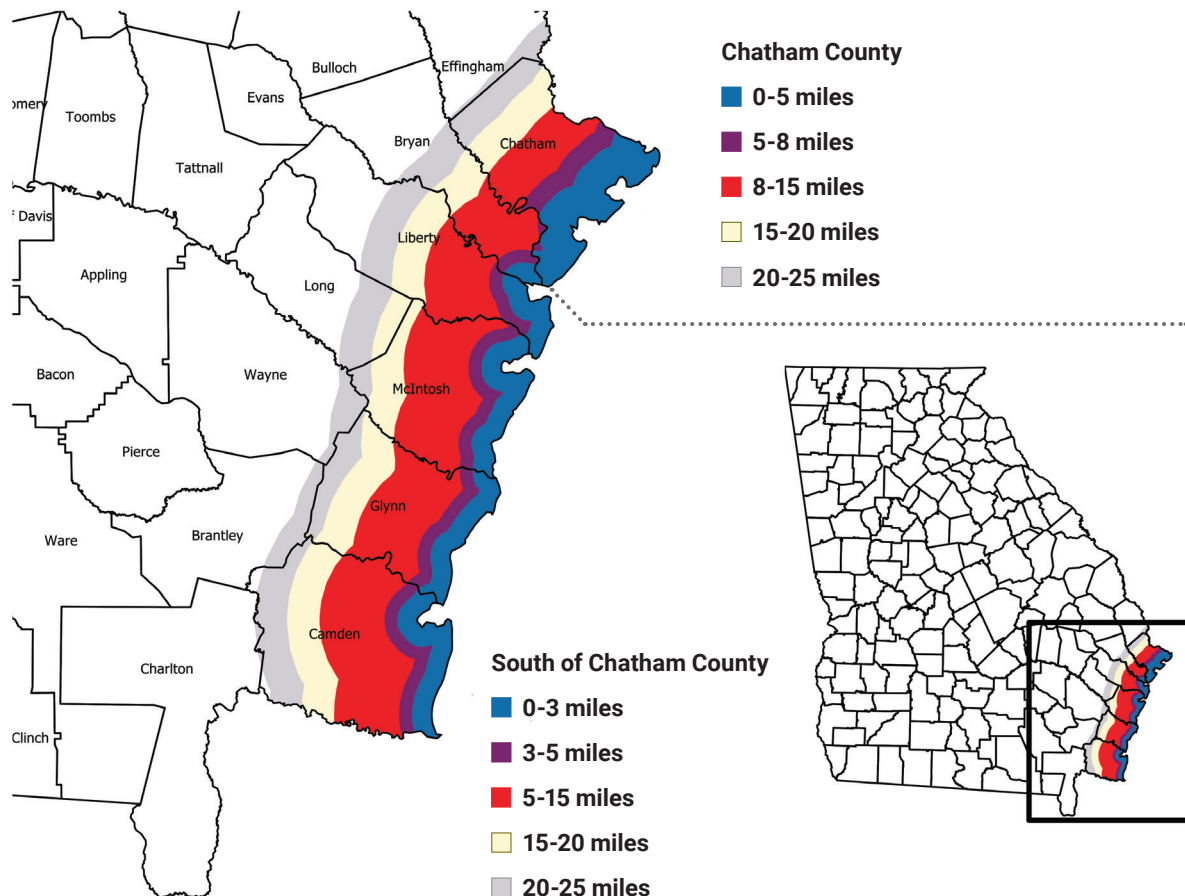 Bulloch
Effingham
Evans
omery
Toombs
Bryan
Chatham
Tattnall
f Davis
Liberty
Appling
Long
Bacon
Wayne
McIntosh
Pierce
Glynn
Ware
Brantley
Camden
Charlton
Clinch
Chatham County
0-5 miles
5-8 miles
8-15 miles
15-20 miles
20-25 miles
South of Chatham County
0-3 miles
3-5 miles
5-15 miles
15-20 miles
20-25 miles